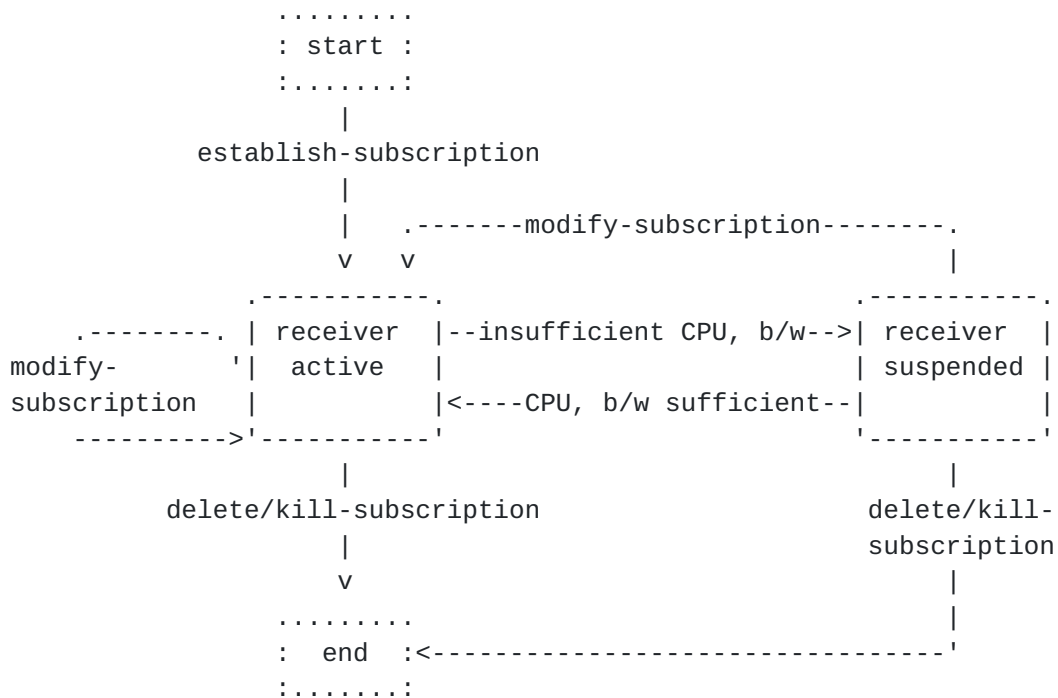 .........
: start :
:.......:
|
establish-subscription
|
|   .-------modify-subscription--------.
v   v                                  |
.-----------.                           .-----------.
.--------. | receiver  |--insufficient CPU, b/w-->| receiver  |
modify-       '|  active   |                          | suspended |
subscription   |           |<----CPU, b/w sufficient--|           |
---------->'-----------'                          '-----------'
|                                      |
delete/kill-subscription                     delete/kill-
|                                 subscription
v                                      |
.........                                  |
:  end  :<---------------------------------'
:.......: